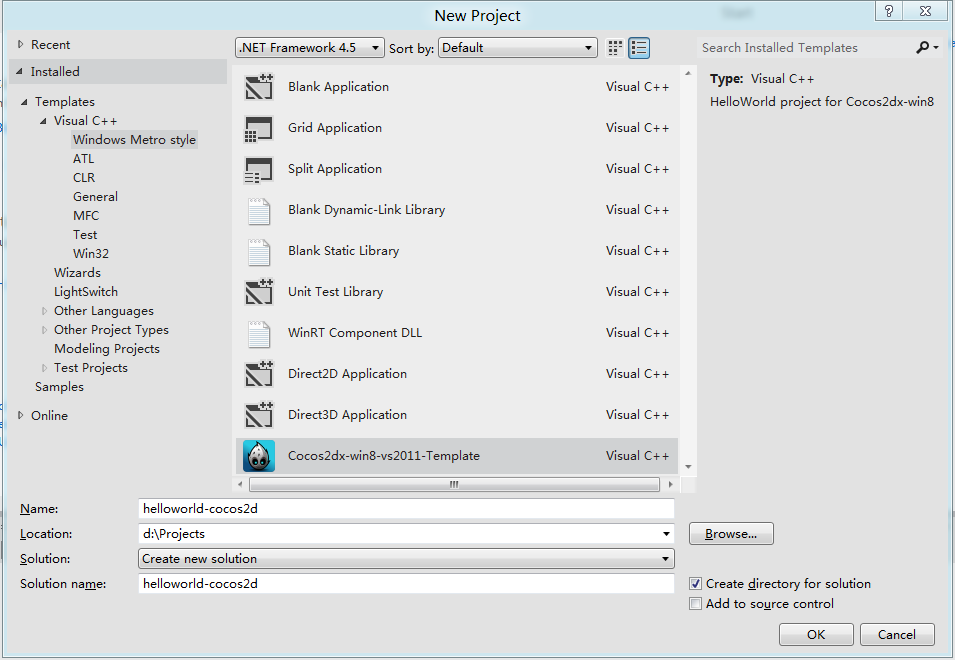 New Project
Recent
Installed
Templates
Visual C++
Windows Metro style
ATL
CLR
General
MFC
Test
Win32
Wizards
LightSwitch
Other Languages
Other Project Types
Modeling Projects
Test Projects
Samples
Online
.NET Framework 4.5 Sort by: Default
Blank Application Visual C++
Grid Application Visual C++
Split Application Visual C++
Blank Dynamic-Link Library Visual C++
Blank Static Library Visual C++
Unit Test Library Visual C++
WinRT Component DLL Visual C++
Direct2D Application Visual C++
Direct3D Application Visual C++
Cocos2dx-win8-vs2011-Template Visual C++
Search Installed Templates
Type: Visual C++
HelloWorld project for Cocos2dx-win8
Name: helloworld-cocos2d
Location: d:\Projects Browse...
Solution: Create new solution
Solution name: helloworld-cocos2d
Create directory for solution
Add to source control
OK Cancel